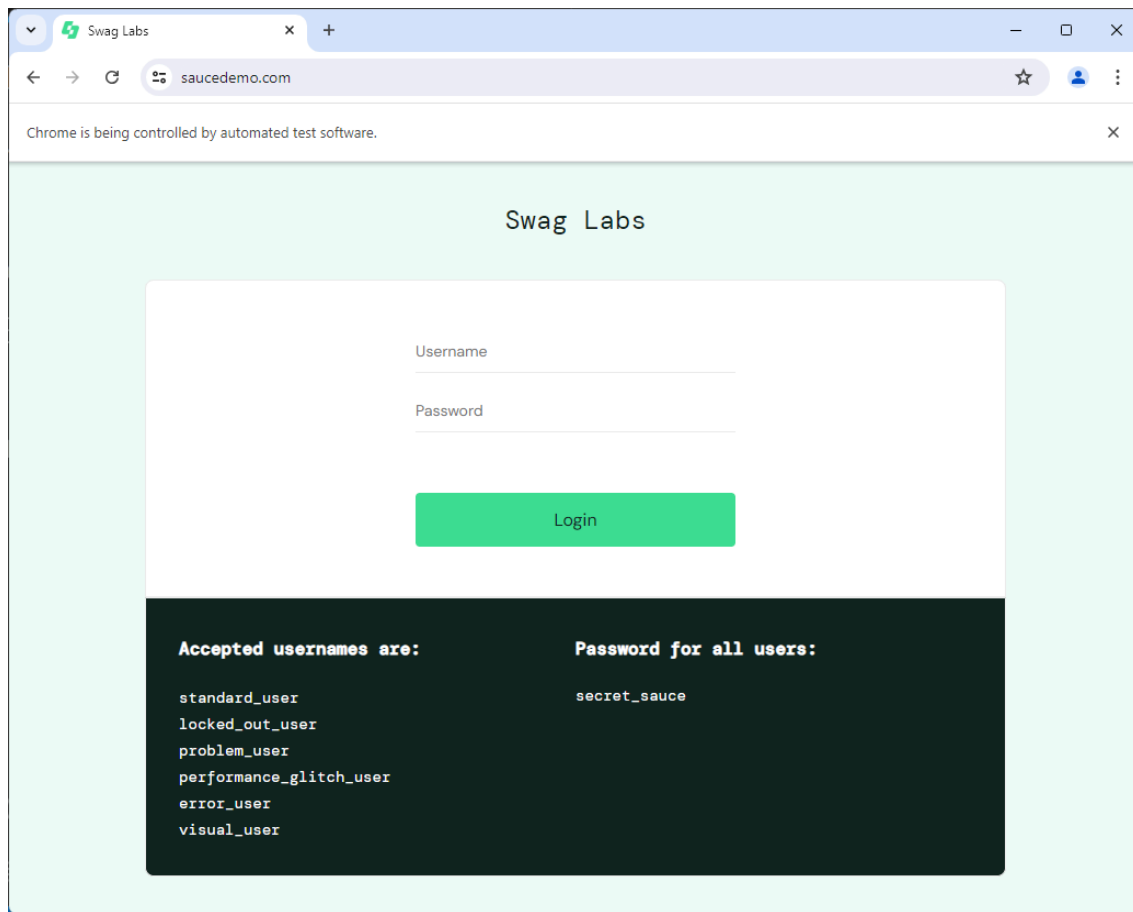 Swag Labs
saucedemo.com
Chrome is being controlled by automated test software.
Swag Labs
Username
Password
Login
Accepted usernames are:
standard_user
locked_out_user
problem_user
performance_glitch_user
error_user
visual_user
Password for all users:
secret_sauce